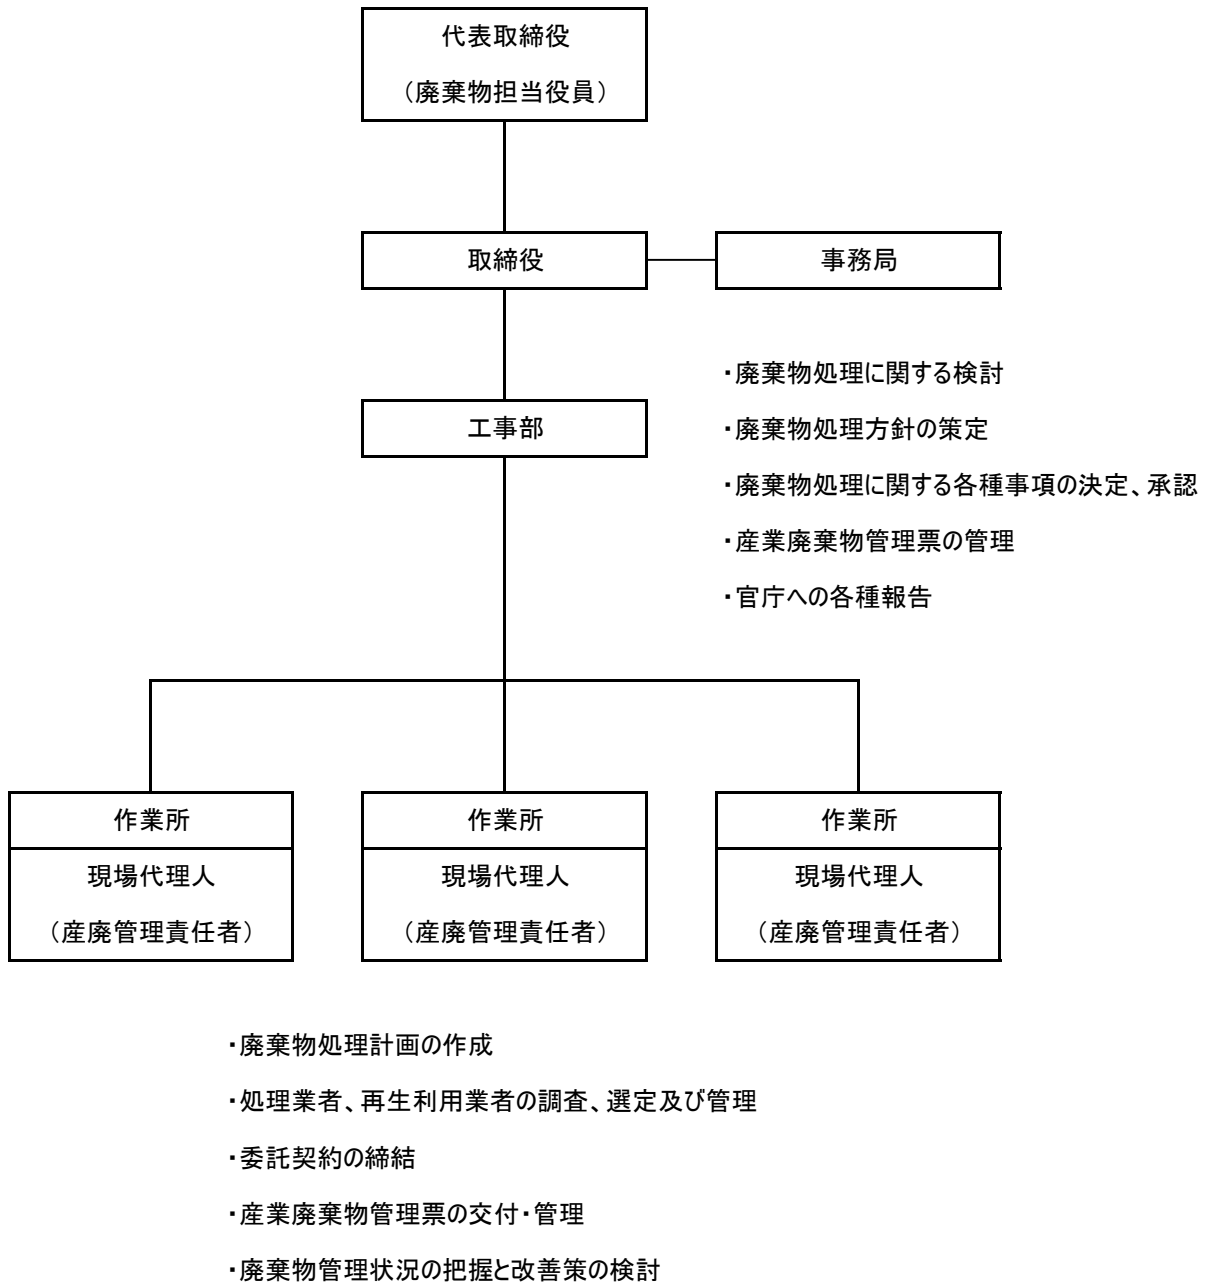 代表取締役
（廃棄物担当役員）
取締役
事務局
・廃棄物処理に関する検討
工事部
・廃棄物処理方針の策定
・廃棄物処理に関する各種事項の決定、承認
・産業廃棄物管理票の管理
・官庁への各種報告
作業所
作業所
作業所
現場代理人
（産廃管理責任者）
現場代理人
（産廃管理責任者）
現場代理人
（産廃管理責任者）
・廃棄物処理計画の作成
・処理業者、再生利用業者の調査、選定及び管理
・委託契約の締結
・産業廃棄物管理票の交付・管理
・廃棄物管理状況の把握と改善策の検討